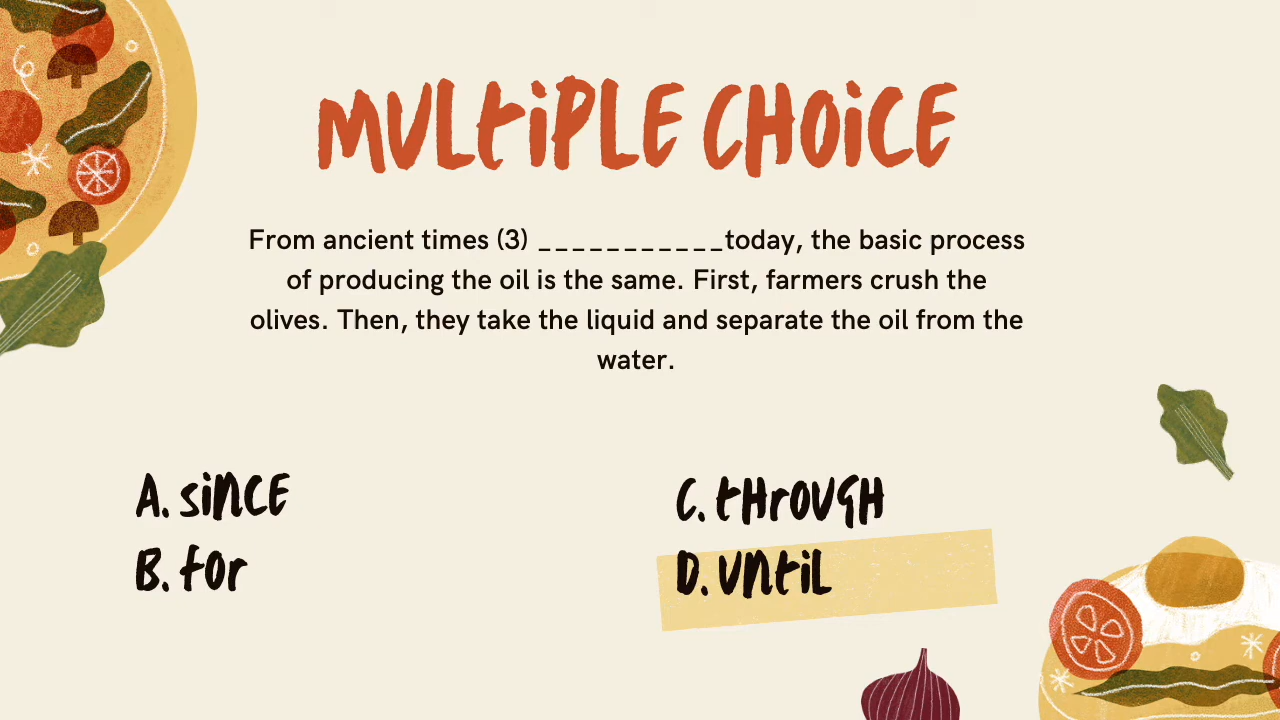 MULTIPLE CHOICE
From ancient times (3) ___________today, the basic process
of producing the oil is the same. First, farmers crush the
olives. Then, they take the liquid and separate the oil from the
water.
A. since
B. for
C. through
D. until